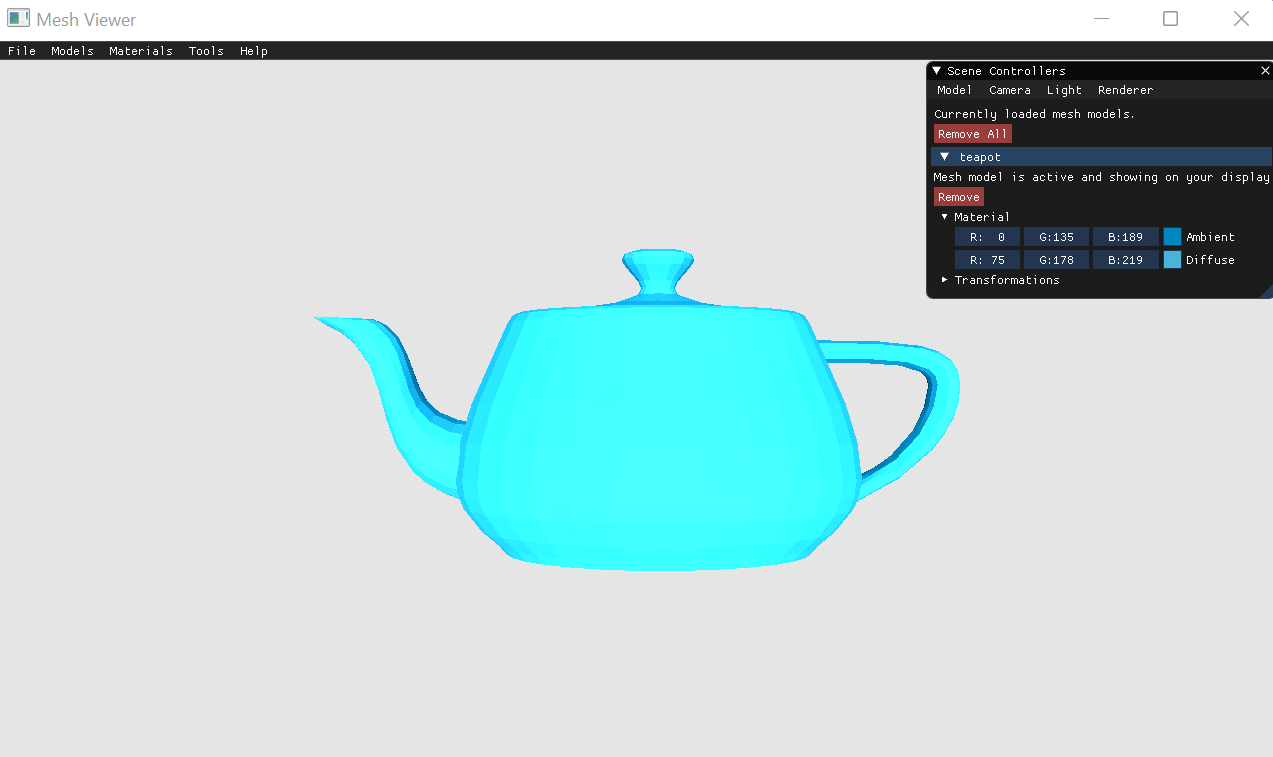 Mesh Viewer
File Models Materials Tools Help
Scene Controllers
Model Camera Light Renderer
Currently loaded mesh models.
Remove All
teapot
Mesh model is active and showing on your display
Remove
Material
R: 0 G:135 B:189 Ambient
R: 75 G:178 B:219 Diffuse
Transformations